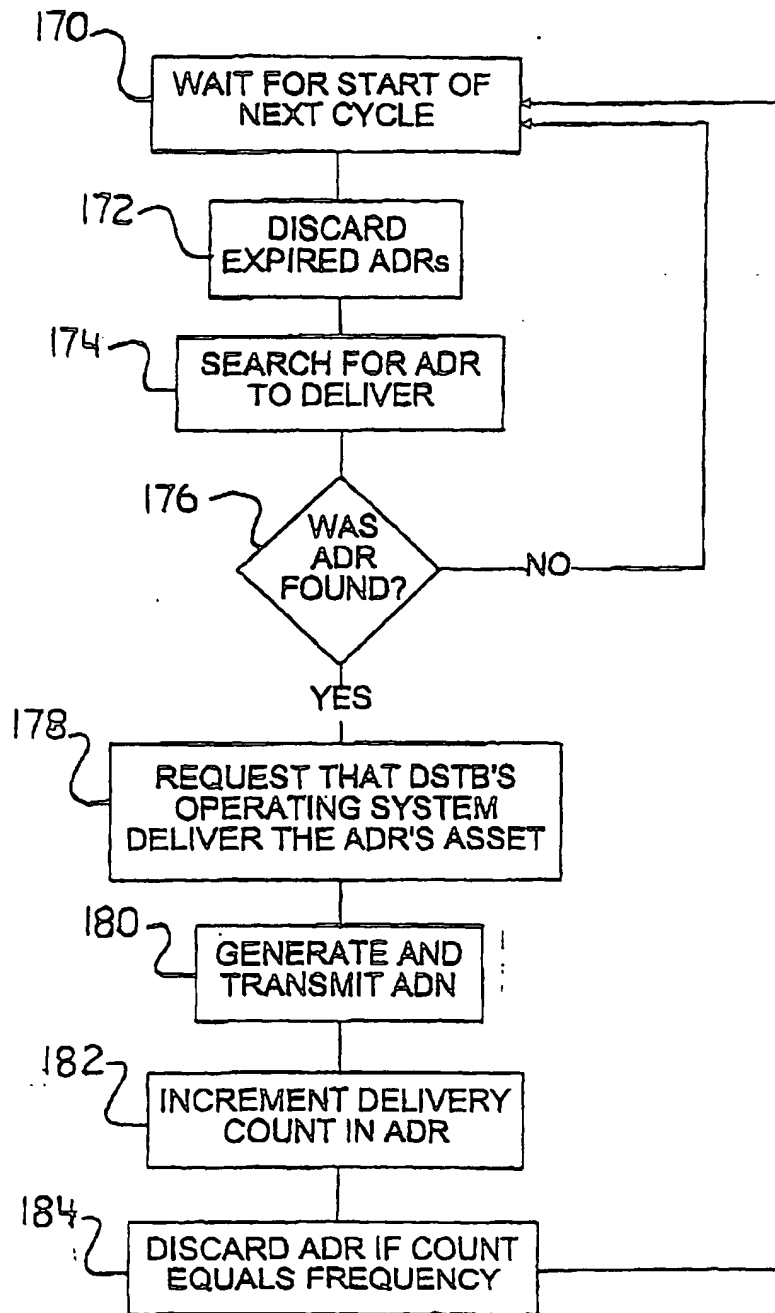 170
WAIT FOR START OF
NEXT CYCLE
172
DISCARD
EXPIRED ADRs
174
SEARCH FOR ADR
TO DELIVER
176
WAS
ADR
FOUND?
NO
YES
178
REQUEST THAT DSTB'S
OPERATING SYSTEM
DELIVER THE ADR'S ASSET
180
GENERATE AND
TRANSMIT ADN
182
INCREMENT DELIVERY
COUNT IN ADR
184
DISCARD ADR IF COUNT
EQUALS FREQUENCY